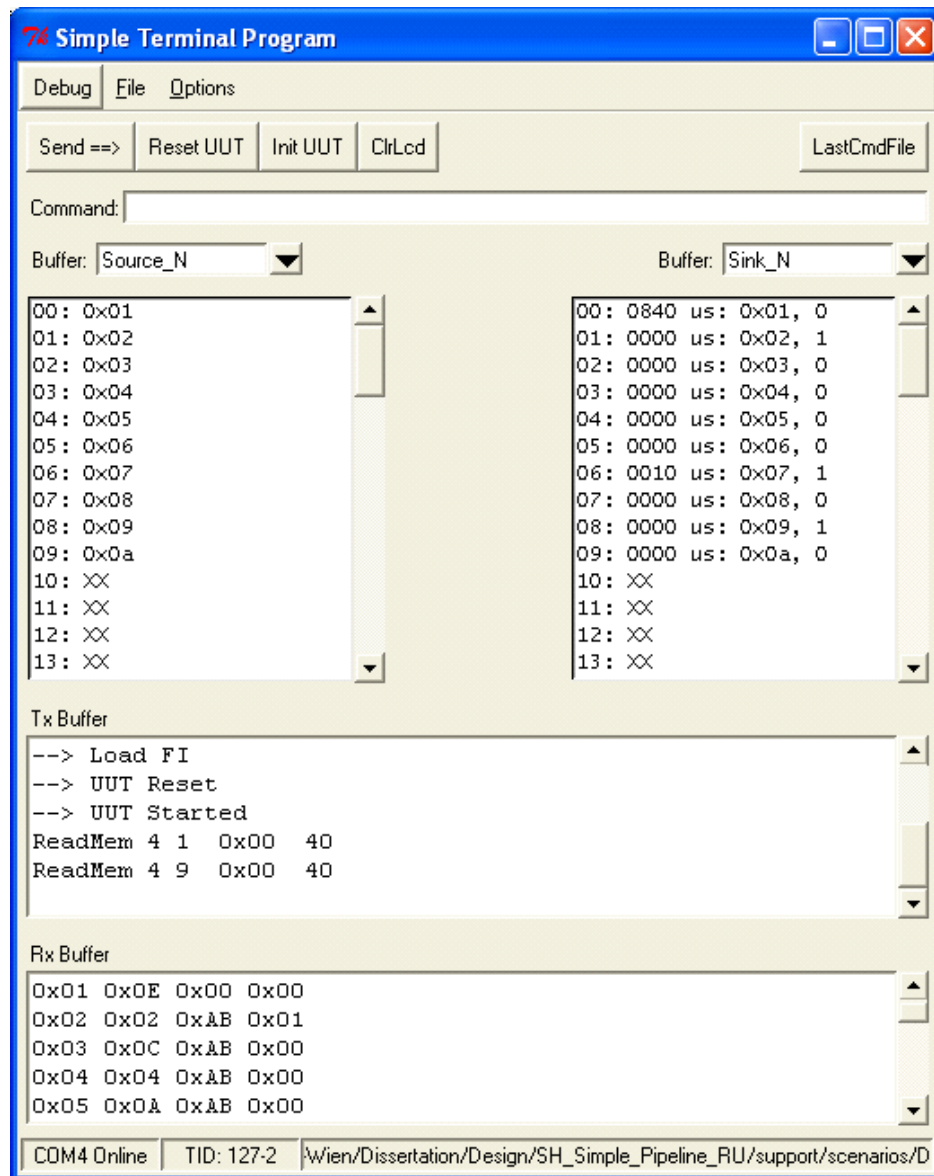 Simple Terminal Program
Debug File Options
Send ==> Reset UUT Init UUT ClrLcd LastCmdFile
Command:
Buffer: Source_N Buffer: Sink_N
00: 0x01
01: 0x02
02: 0x03
03: 0x04
04: 0x05
05: 0x06
06: 0x07
07: 0x08
08: 0x09
09: 0x0a
10: XX
11: XX
12: XX
13: XX
00: 0840 us: 0x01, 0
01: 0000 us: 0x02, 1
02: 0000 us: 0x03, 0
03: 0000 us: 0x04, 0
04: 0000 us: 0x05, 0
05: 0000 us: 0x06, 0
06: 0010 us: 0x07, 1
07: 0000 us: 0x08, 0
08: 0000 us: 0x09, 1
09: 0000 us: 0x0a, 0
10: XX
11: XX
12: XX
13: XX
Tx Buffer
--> Load FI
--> UUT Reset
--> UUT Started
ReadMem 4 1 0x00 40
ReadMem 4 9 0x00 40
Rx Buffer
0x01 0x0E 0x00 0x00
0x02 0x02 0xAB 0x01
0x03 0x0C 0xAB 0x00
0x04 0x04 0xAB 0x00
0x05 0x0A 0xAB 0x00
COM4 Online TID: 127-2 Wien/Dissertation/Design/SH_Simple_Pipeline_RU/support/scenarios/D